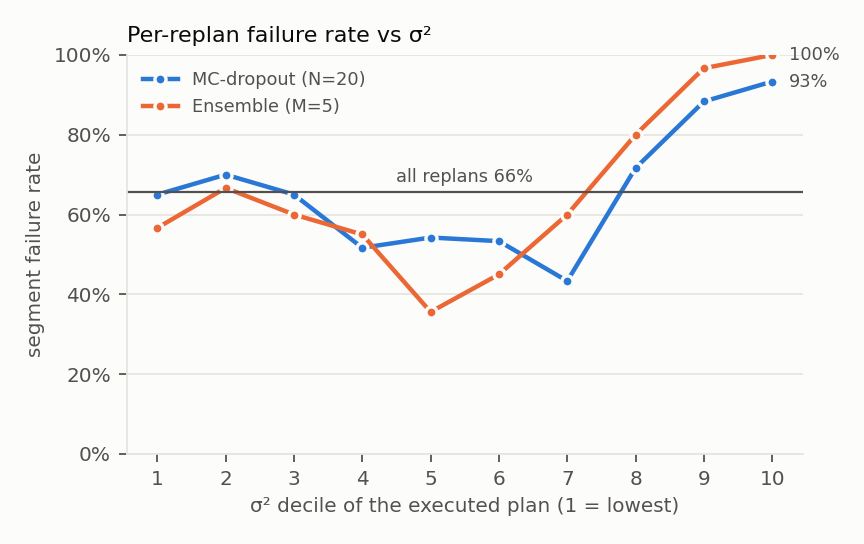 Per-replan failure rate vs σ²
100%
80%
60%
40%
20%
0%
segment failure rate
MC-dropout (N=20)
Ensemble (M=5)
all replans 66%
100%
93%
1 2 3 4 5 6 7 8 9 10
σ² decile of the executed plan (1 = lowest)